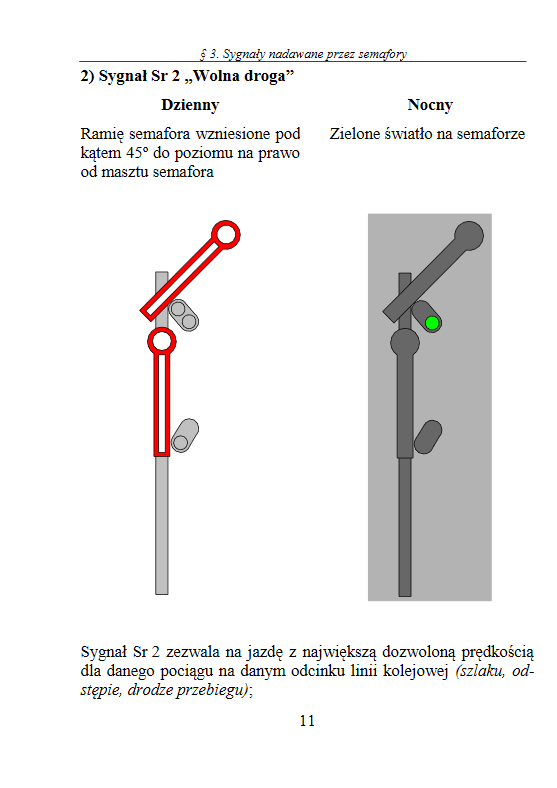 § 3. Sygnały nadawane przez semafory
2) Sygnał Sr 2 „Wolna droga”
Dzienny
Ramię semafora wzniesione pod
kątem 45° do poziomu na prawo
od masztu semafora
Nocny
Zielone światło na semaforze
Sygnał Sr 2 zezwala na jazdę z największą dozwoloną prędkością
dla danego pociągu na danym odcinku linii kolejowej (szlaku, od-
stępie, drodze przebiegu);
11